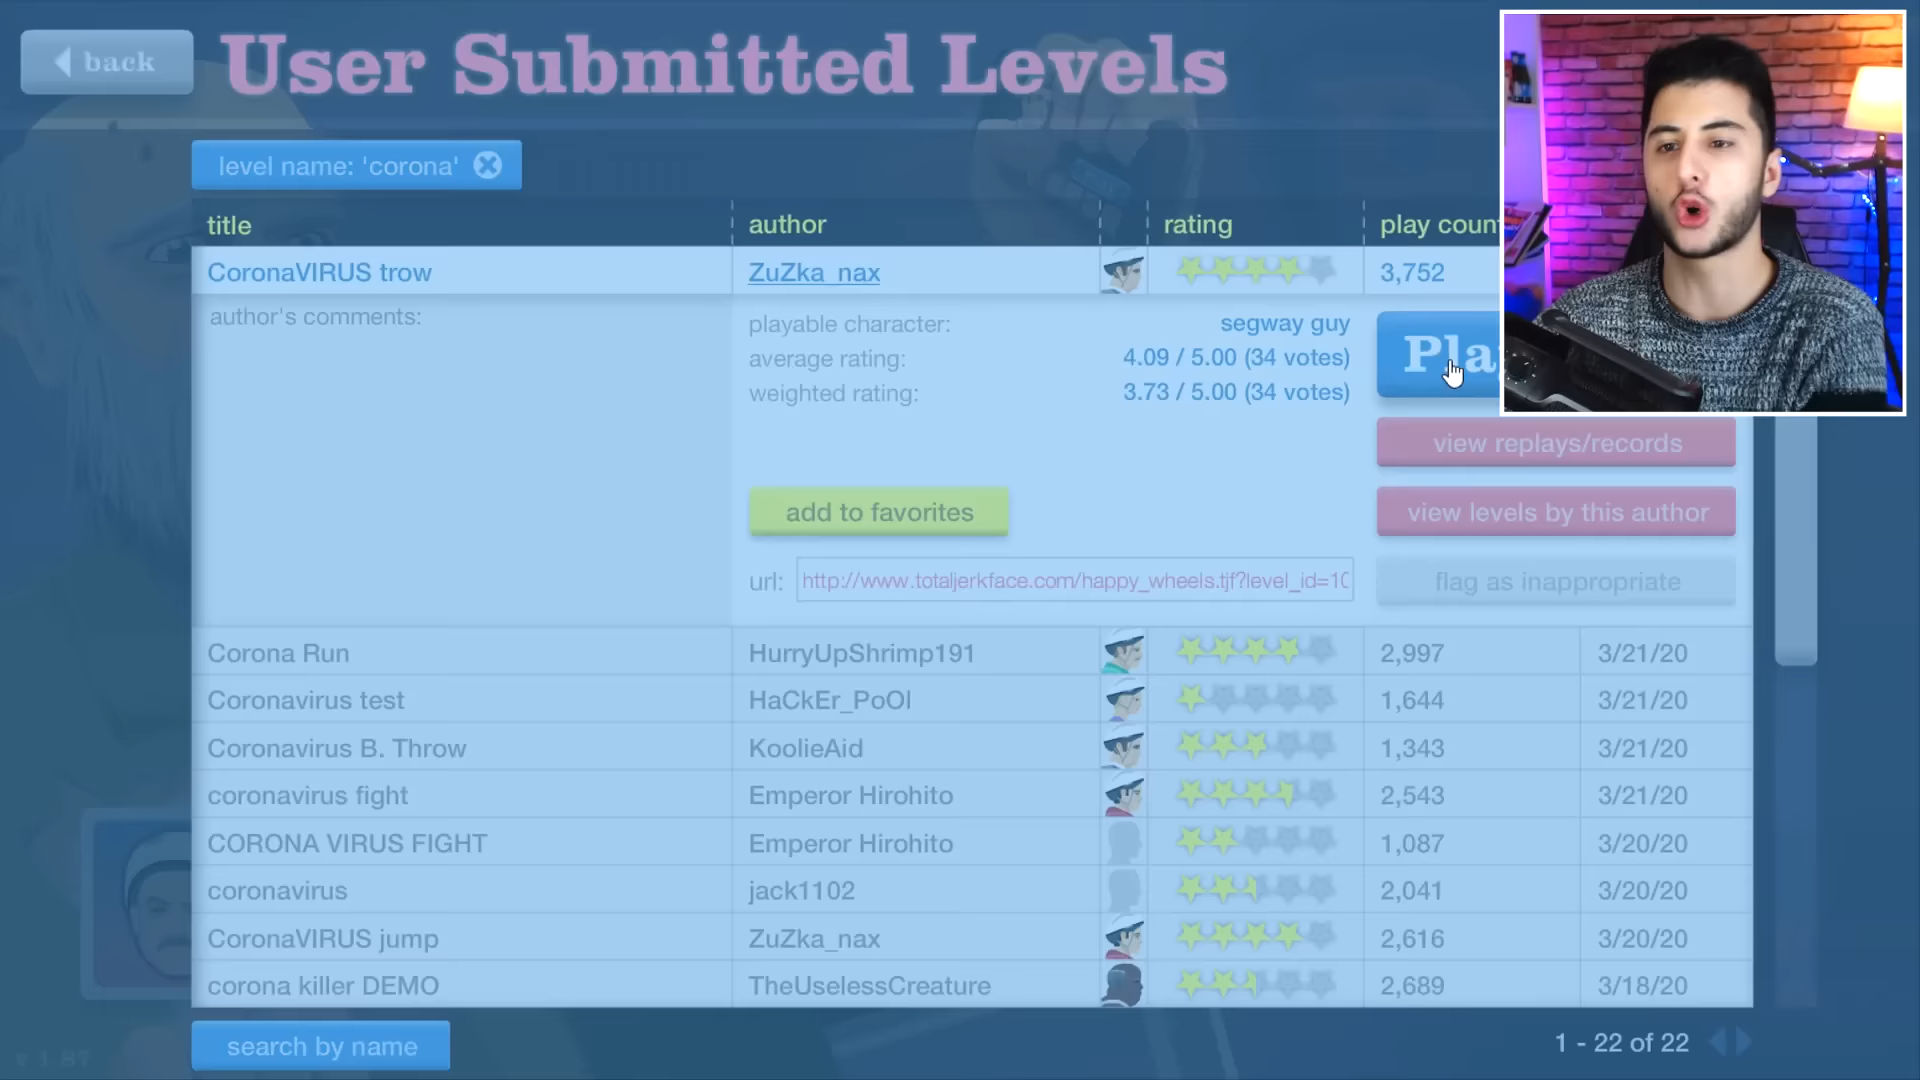 back
User Submitted Levels
level name: 'corona'
title author rating play coun
CoronaVIRUS trow ZuZka_nax 3,752
author's comments:
playable character: segway guy
average rating: 4.09 / 5.00 (34 votes)
weighted rating: 3.73 / 5.00 (34 votes)
Pla
view replays/records
add to favorites
view levels by this author
url: http://www.totaljerkface.com/happy_wheels.tjf?level_id=10
flag as inappropriate
Corona Run HurryUpShrimp191 2,997 3/21/20
Coronavirus test HaCkEr_PoOl 1,644 3/21/20
Coronavirus B. Throw KoolieAid 1,343 3/21/20
coronavirus fight Emperor Hirohito 2,543 3/21/20
CORONA VIRUS FIGHT Emperor Hirohito 1,087 3/20/20
coronavirus jack1102 2,041 3/20/20
CoronaVIRUS jump ZuZka_nax 2,616 3/20/20
corona killer DEMO TheUselessCreature 2,689 3/18/20
search by name
1 - 22 of 22
v 1.87